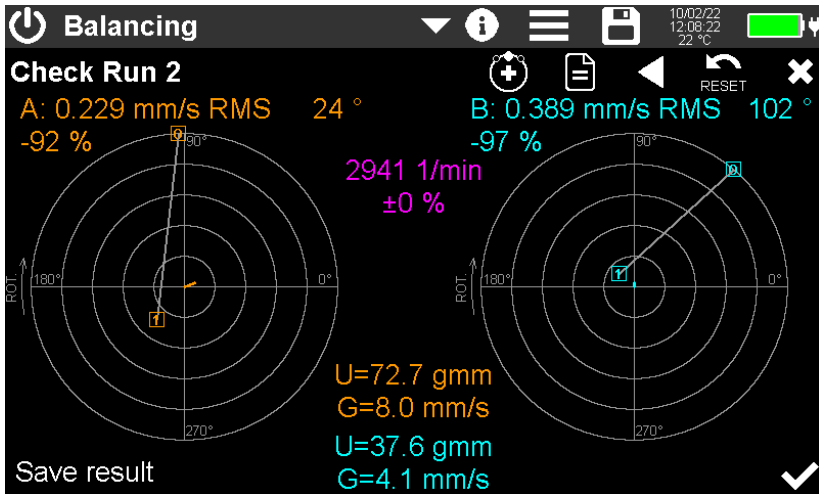 Balancing
10/02/22
12:08:22
22 °C
Check Run 2
RESET
A: 0.229 mm/s RMS 24 °
-92 %
B: 0.389 mm/s RMS 102 °
-97 %
2941 1/min
±0 %
0
90°
180°
0°
1
270°
ROT.
90°
0
1
180°
0°
270°
ROT.
U=72.7 gmm
G=8.0 mm/s
U=37.6 gmm
G=4.1 mm/s
Save result